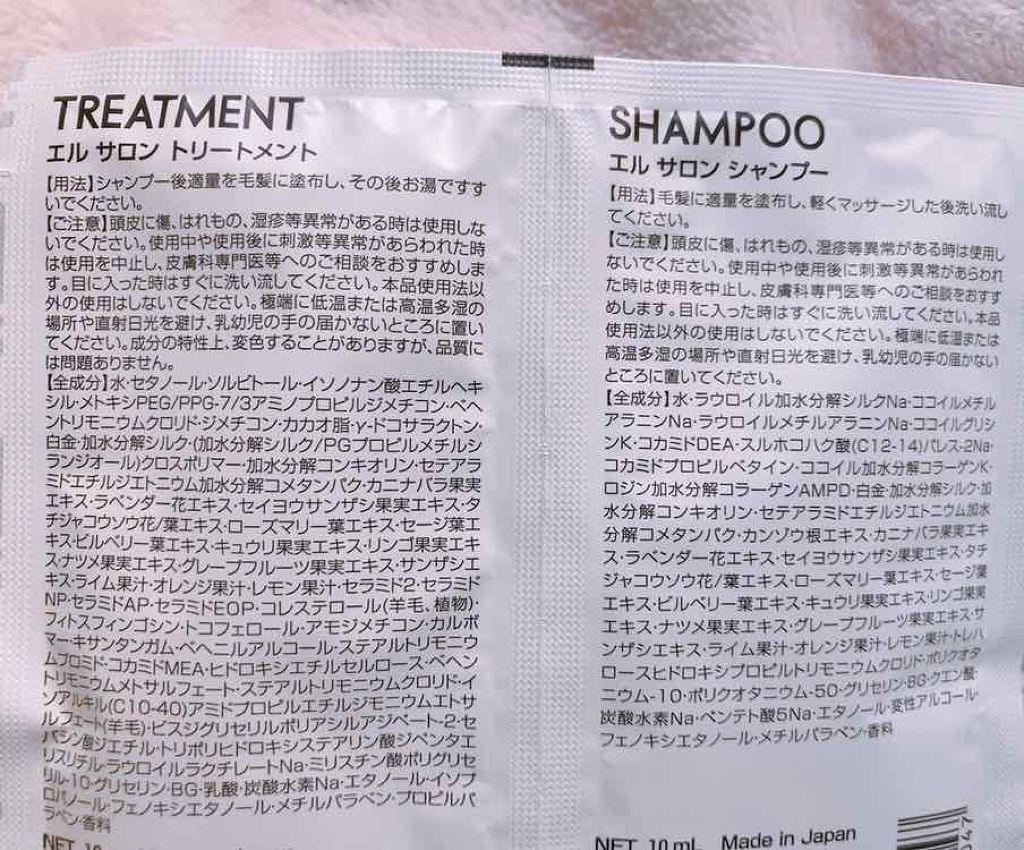 TREATMENT
エル サロン トリートメント
【用法】シャンプー後適量を毛髪に塗布し、その後お湯ですす
いでください。
【ご注意】頭皮に傷、はれもの、湿疹等異常がある時は使用しな
いでください。使用中や使用後に刺激等異常があらわれた時
は使用を中止し、皮膚科専門医等へのご相談をおすすめしま
す。目に入った時はすぐに洗い流してください。本品使用法以
外の使用はしないでください。極端に低温または高温多湿の
場所や直射日光を避け、乳幼児の手の届かないところに置い
てください。成分の特性上、変色することがありますが、品質に
は問題ありません。
【全成分】水・セタノール・ソルビトール・イソノナン酸エチルヘキ
シル・メトキシPEG/PPG-7/3アミノプロピルジメチコン・ベヘ
ントリモニウムクロリド・ジメチコン・カカオ脂・γ-ドコサラクトン・
白金・加水分解シルク・(加水分解シルク/PGプロピルメチルシ
ランジオール)クロスポリマー・加水分解コンキオリン・セテアラ
ミドエチルジエトニウム加水分解コメタンパク・カニナバラ果実
エキス・ラベンダー花エキス・セイヨウサンザシ果実エキス・タ
チジャコウソウ花/葉エキス・ローズマリー葉エキス・セージ葉エ
キス・ビルベリー葉エキス・キュウリ果実エキス・リンゴ果実エキ
ス・ナツメ果実エキス・グレープフルーツ果実エキス・サンザシエ
キス・ライム果汁・オレンジ果汁・レモン果汁・セラミド2・セラミド
NP・セラミドAP・セラミドEOP・コレステロール(羊毛、植物)・
フィトスフィンゴシン・トコフェロール・アモジメチコン・カルボ
マー・キサンタンガム・ベヘニルアルコール・ステアルトリモニウ
ムブロミド・コカミドMEA・ヒドロキシエチルセルロース・ベヘン
トリモニウムメトサルフェート・ステアルトリモニウムクロリド・イ
ソアルキル(C10-40)アミドプロピルエチルジモニウムエトサ
ルフェート(羊毛)・ビスジグリセリルポリアシルアジペート-2・セ
バシン酸ジエチル・トリポリヒドロキシステアリン酸ジペンタエ
リスリチル・ラウロイルラクチレートNa・ミリスチン酸ポリグリセ
リル-10・グリセリン・BG・乳酸・炭酸水素Na・エタノール・イソプ
ロパノール・フェノキシエタノール・メチルパラベン・プロピルパ
ラベン・香料
NET 10
SHAMPOO
エル サロン シャンプー
【用法】毛髪に適量を塗布し、軽くマッサージした後洗い流し
てください。
【ご注意】頭皮に傷、はれもの、湿疹等異常がある時は使用し
ないでください。使用中や使用後に刺激等異常があらわれ
た時は使用を中止し、皮膚科専門医等へのご相談をおすす
めします。目に入った時はすぐに洗い流してください。本品
使用法以外の使用はしないでください。極端に低温または
高温多湿の場所や直射日光を避け、乳幼児の手の届かない
ところに置いてください。
【全成分】水・ラウロイル加水分解シルクNa・ココイルメチル
アラニンNa・ラウロイルメチルアラニンNa・ココイルグリシ
ンK・コカミドDEA・スルホコハク酸(C12-14)パレス-2Na・
コカミドプロピルベタイン・ココイル加水分解コラーゲンK・
ロジン加水分解コラーゲンAMPD・白金・加水分解シルク・加
水分解コンキオリン・セテアラミドエチルジエトニウム加水
分解コメタンパク・カンゾウ根エキス・カニナバラ果実エキ
ス・ラベンダー花エキス・セイヨウサンザシ果実エキス・タチ
ジャコウソウ花/葉エキス・ローズマリー葉エキス・セージ葉
エキス・ビルベリー葉エキス・キュウリ果実エキス・リンゴ果実
エキス・ナツメ果実エキス・グレープフルーツ果実エキス・サ
ンザシエキス・ライム果汁・オレンジ果汁・レモン果汁・トレハ
ロースヒドロキシプロピルトリモニウムクロリド・ポリクオタ
ニウム-10・ポリクオタニウム-50・グリセリン・BG・クエン酸・
炭酸水素Na・ペンテト酸5Na・エタノール・変性アルコール・
フェノキシエタノール・メチルパラベン・香料
NET 10 mL Made in Japan